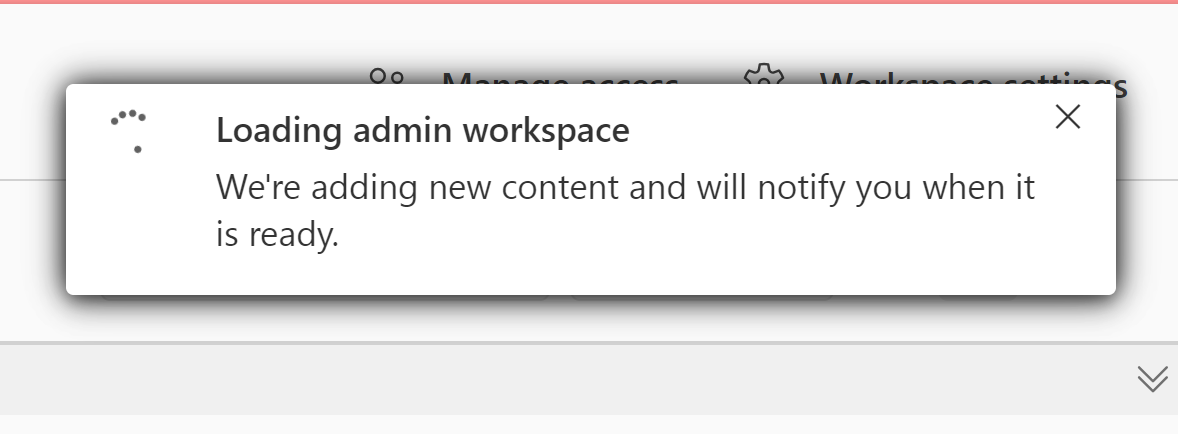 Manage access Workspace settings
Loading admin workspace
We're adding new content and will notify you when it
is ready.